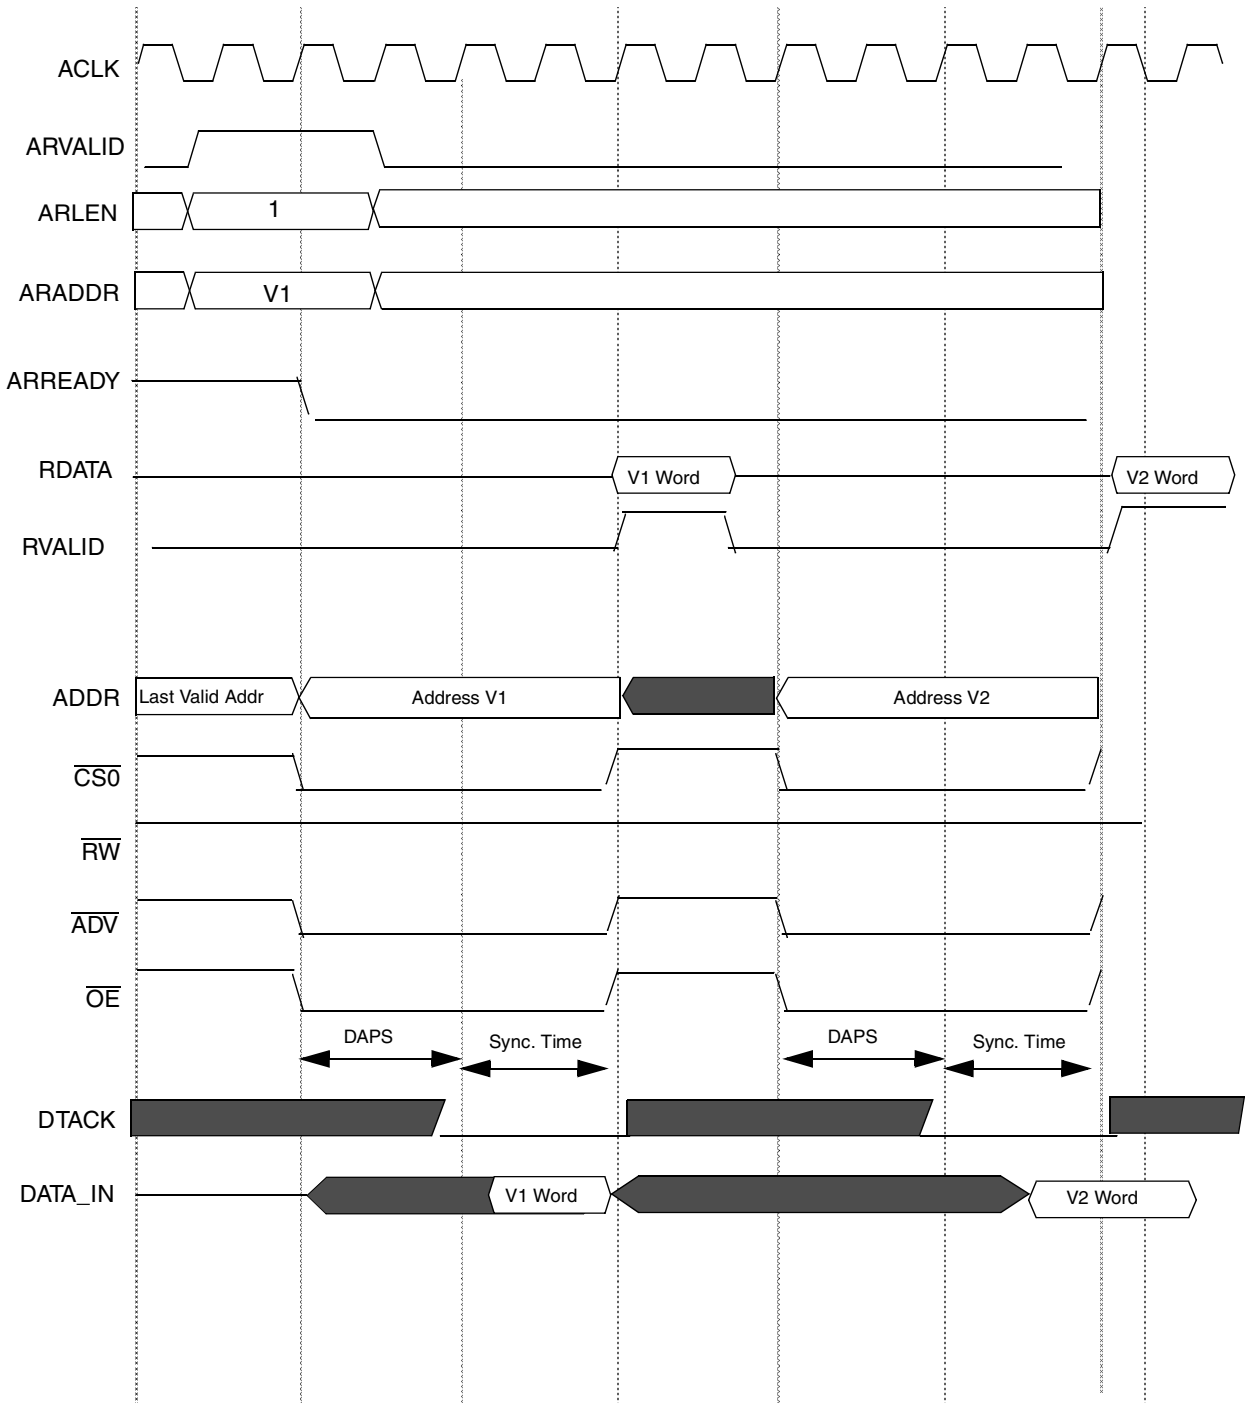 ACLK
ARVALID
ARLEN 1
ARADDR V1
ARREADY
RDATA V1 Word V2 Word
RVALID
ADDR Last Valid Addr Address V1 Address V2
CS0
RW
ADV
OE
DAPS Sync. Time DAPS Sync. Time
DTACK
DATA_IN V1 Word V2 Word